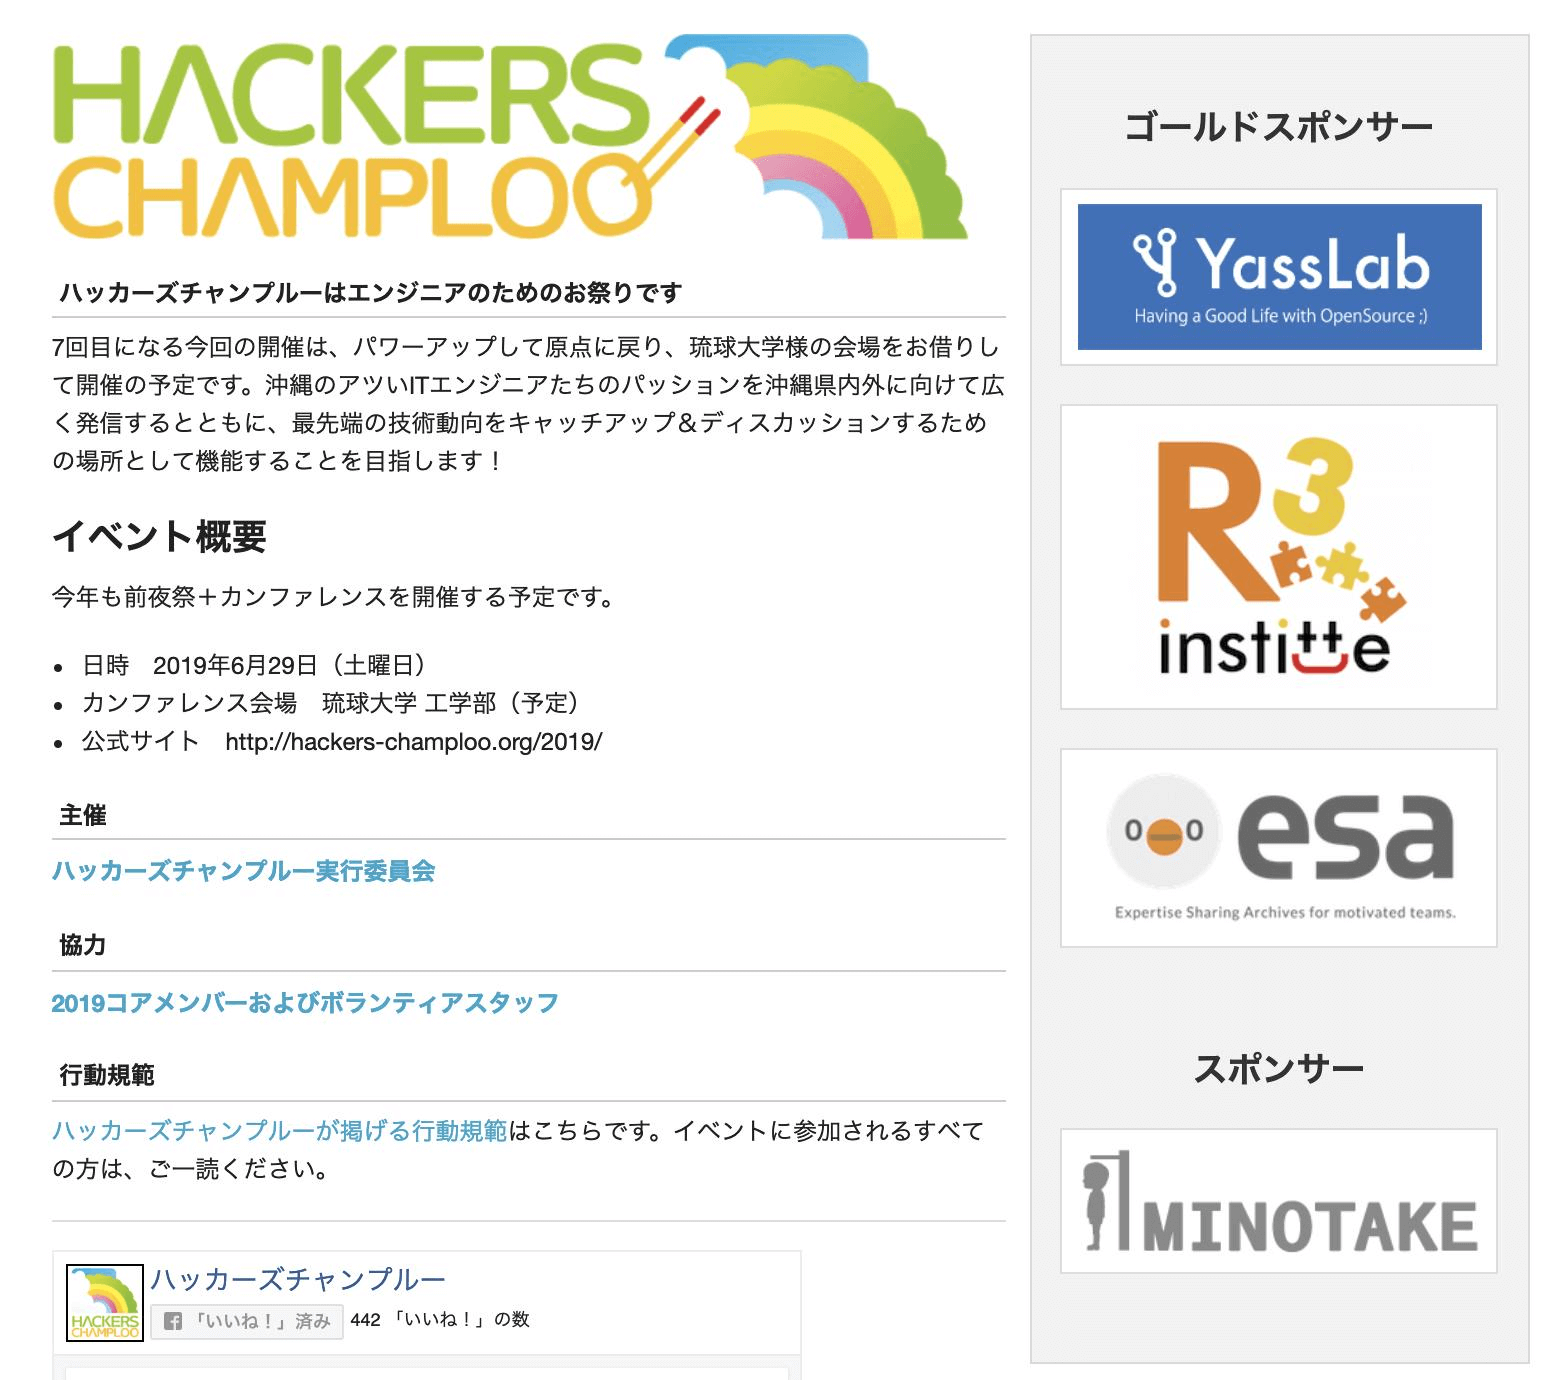 HACKERS
CHAMPLOO
ハッカーズチャンプルーはエンジニアのためのお祭りです
7回目になる今回の開催は、パワーアップして原点に戻り、琉球大学様の会場をお借りし
て開催の予定です。沖縄のアツいITエンジニアたちのパッションを沖縄県内外に向けて広
く発信するとともに、最先端の技術動向をキャッチアップ＆ディスカッションするため
の場所として機能することを目指します！
イベント概要
今年も前夜祭＋カンファレンスを開催する予定です。
• 日時　2019年6月29日（土曜日）
• カンファレンス会場　琉球大学 工学部（予定）
• 公式サイト　http://hackers-champloo.org/2019/
主催
ハッカーズチャンプルー実行委員会
協力
2019コアメンバーおよびボランティアスタッフ
行動規範
ハッカーズチャンプルーが掲げる行動規範はこちらです。イベントに参加されるすべて
の方は、ご一読ください。
HACKERS
CHAMPLOO
ハッカーズチャンプルー
「いいね！」済み 442 「いいね！」の数
ゴールドスポンサー
YassLab
Having a Good Life with OpenSource ;)
R3
institte
esa
Expertise Sharing Archives for motivated teams.
スポンサー
MINOTAKE